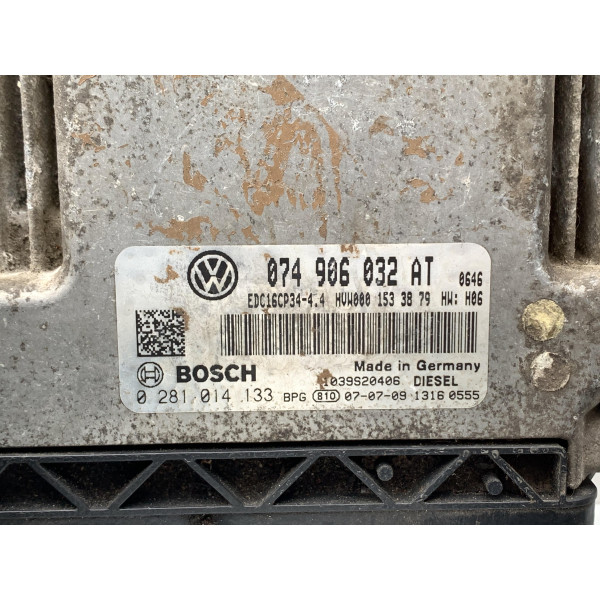 074 906 032 AT 0646
EDC16CP34-4.4 HVW000 153 38 79 HW: H06
BOSCH Made in Germany
1039S20406 DIESEL
0 281 014 133 BPG 810 07-07-09 1316 0555